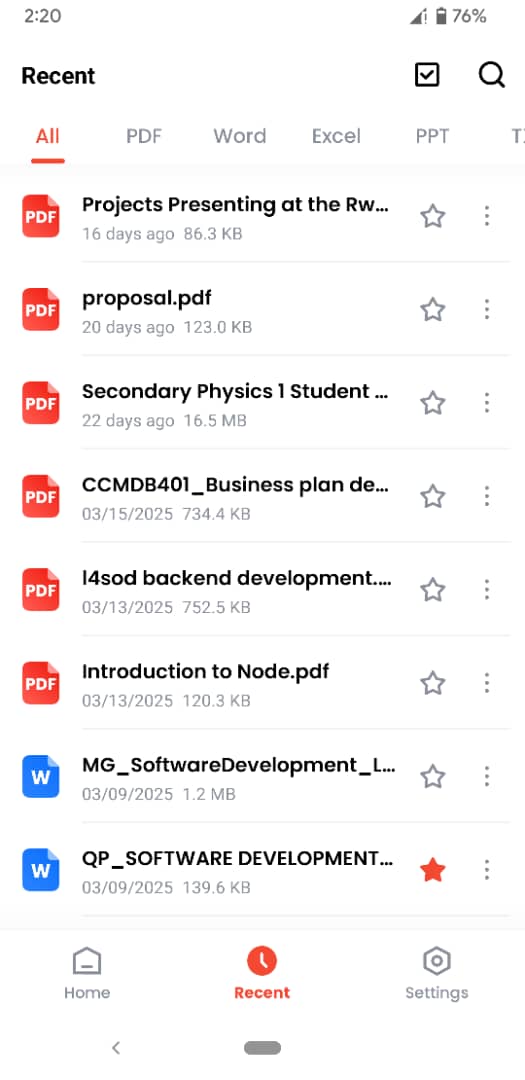 2:20
76%
Recent
All PDF Word Excel PPT
PDF
Projects Presenting at the Rw...
16 days ago 86.3 KB
PDF
proposal.pdf
20 days ago 123.0 KB
PDF
Secondary Physics 1 Student ...
22 days ago 16.5 MB
PDF
CCMDB401_Business plan de...
03/15/2025 734.4 KB
PDF
l4sod backend development....
03/13/2025 752.5 KB
PDF
Introduction to Node.pdf
03/13/2025 120.3 KB
W
MG_SoftwareDevelopment_L...
03/09/2025 1.2 MB
W
QP_SOFTWARE DEVELOPMENT...
03/09/2025 139.6 KB
Home Recent Settings